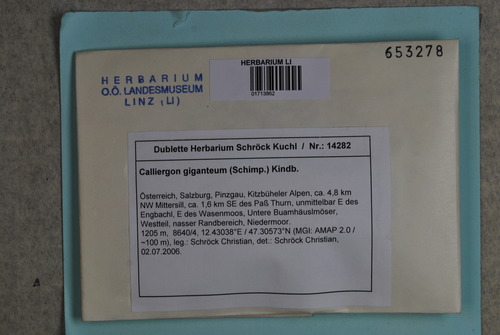 653278
HERBARIUM
O.Ö. LANDESMUSEUM
LINZ (LI)
HERBARIUM LI
01713952
Dublette Herbarium Schröck Kuchl / Nr.: 14282
Calliergon giganteum (Schimp.) Kindb.
Österreich, Salzburg, Pinzgau, Kitzbüheler Alpen, ca. 4,8 km
NW Mittersill, ca. 1,6 km SE des Paß Thurn, unmittelbar E des
Engbachl, E des Wasenmoos, Untere Buamhäuslmöser,
Westteil, nasser Randbereich, Niedermoor.
1205 m, 8640/4, 12.43038°E / 47.30573°N (MGI: AMAP 2.0 /
~100 m), leg.: Schröck Christian, det.: Schröck Christian,
02.07.2006.